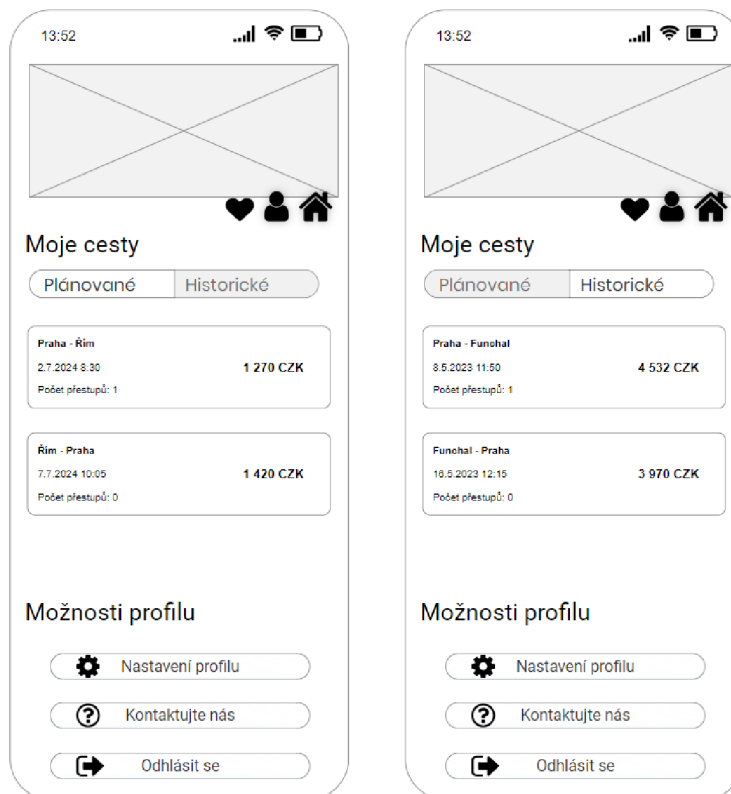 13:52
Moje cesty
Plánované Historické
Praha - Řím
2.7.2024 8:30 1 270 CZK
Počet přestupů: 1
Řím - Praha
7.7.2024 10:05 1 420 CZK
Počet přestupů: 0
Možnosti profilu
Nastavení profilu
Kontaktujte nás
Odhlásit se
13:52
Moje cesty
Plánované Historické
Praha - Funchal
8.5.2023 11:50 4 532 CZK
Počet přestupů: 1
Funchal - Praha
16.5.2023 12:15 3 970 CZK
Počet přestupů: 0
Možnosti profilu
Nastavení profilu
Kontaktujte nás
Odhlásit se